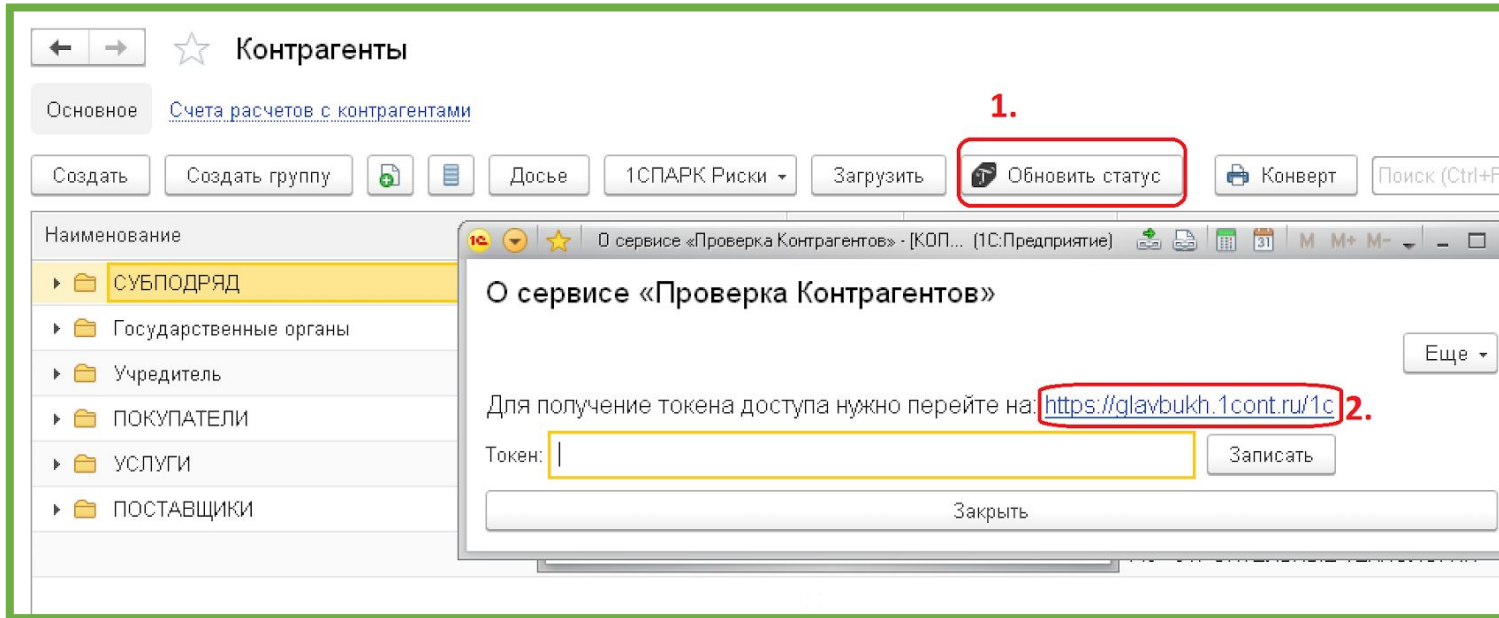 Контрагенты
Основное Счета расчетов с контрагентами
1.
Создать Создать группу Досье 1СПАРК Риски Загрузить Обновить статус Конверт Поиск (Ctrl+F
Наименование
1С О сервисе «Проверка Контрагентов» - [КОП... (1С:Предприятие) 31 M M+ M-
СУБПОДРЯД
О сервисе «Проверка Контрагентов»
Государственные органы
Еще
Учредитель
Для получение токена доступа нужно перейте на: https://glavbukh.1cont.ru/1c 2.
ПОКУПАТЕЛИ
Токен: Записать
УСЛУГИ
ПОСТАВЩИКИ
Закрыть